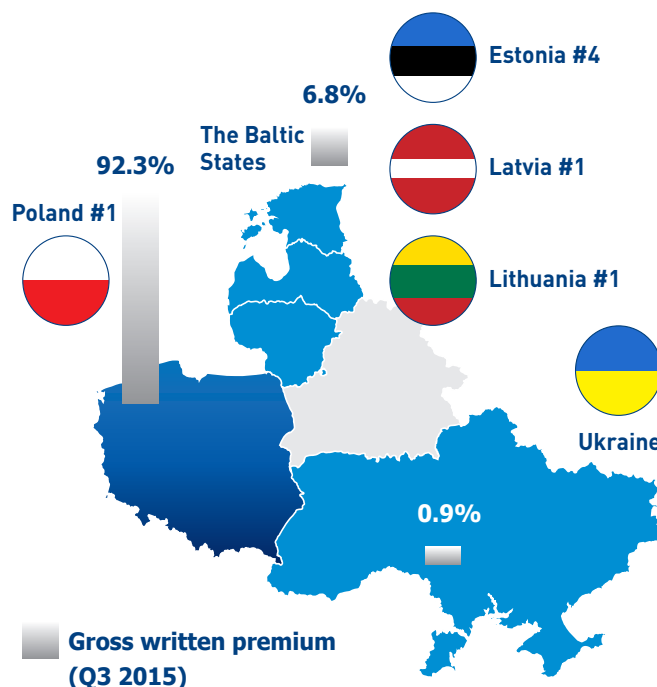 Estonia #4
6.8%
The Baltic
States
92.3%
Latvia #1
Poland #1
Lithuania #1
Ukraine
0.9%
Gross written premium
(Q3 2015)